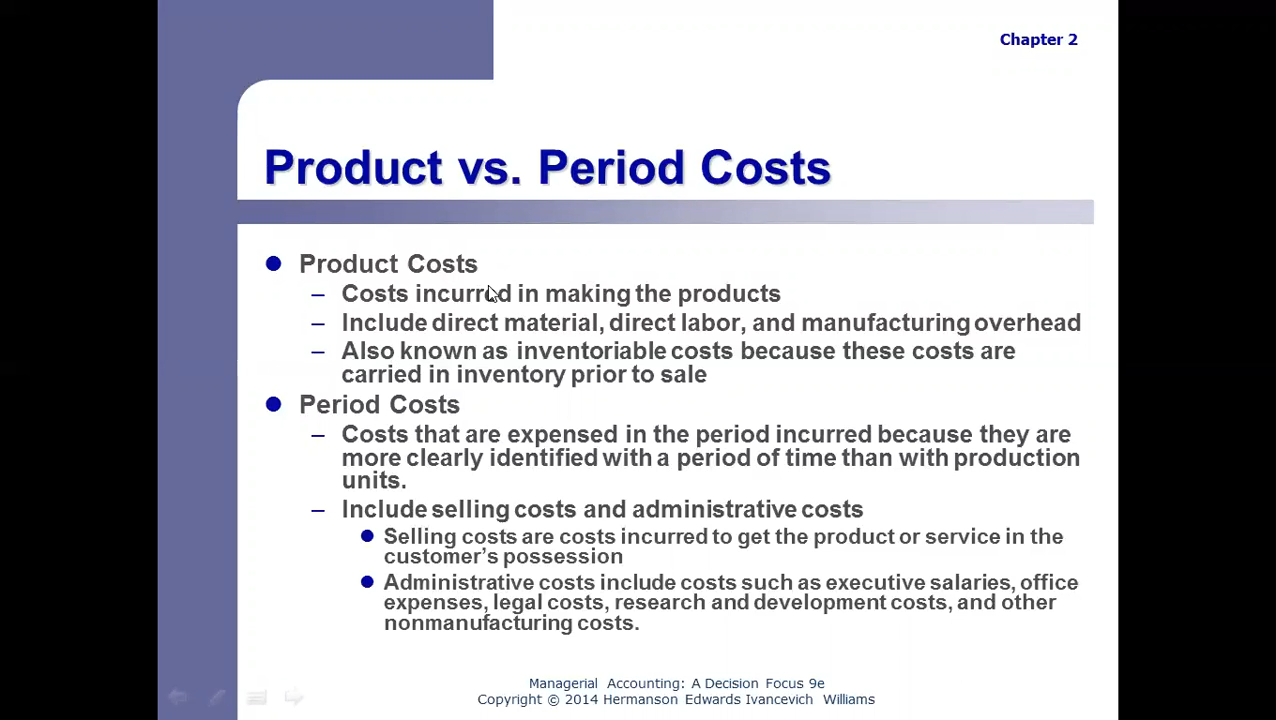 Chapter 2
Product vs. Period Costs
Product Costs
– Costs incurred in making the products
– Include direct material, direct labor, and manufacturing overhead
– Also known as inventoriable costs because these costs are
carried in inventory prior to sale
Period Costs
– Costs that are expensed in the period incurred because they are
more clearly identified with a period of time than with production
units.
– Include selling costs and administrative costs
Selling costs are costs incurred to get the product or service in the
customer's possession
Administrative costs include costs such as executive salaries, office
expenses, legal costs, research and development costs, and other
nonmanufacturing costs.
Managerial Accounting: A Decision Focus 9e
Copyright © 2014 Hermanson Edwards Ivancevich Williams